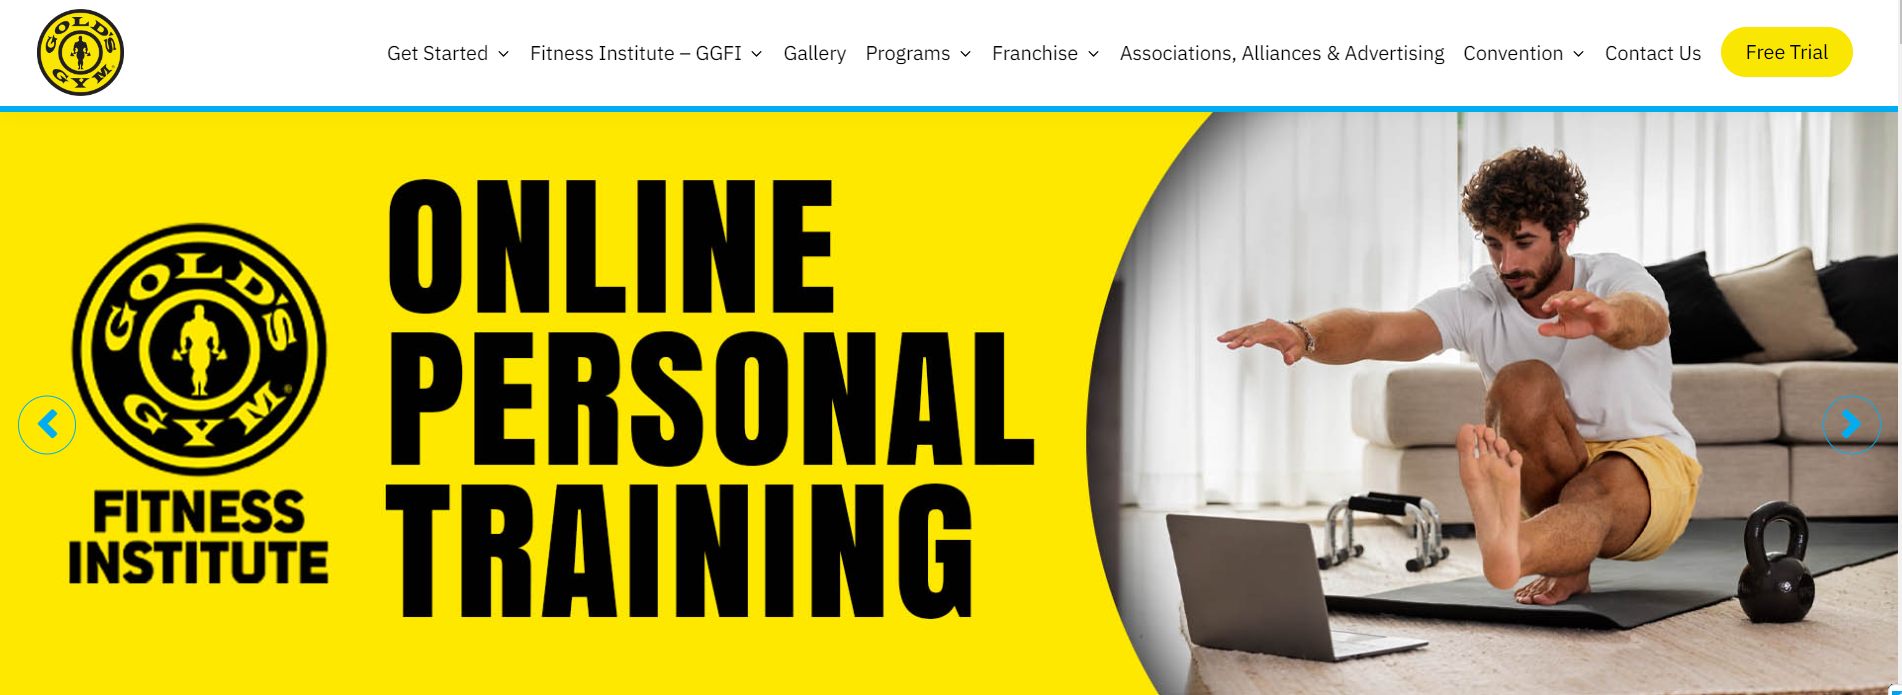 GOLD'S GYM
Get Started
Fitness Institute – GGFI
Gallery
Programs
Franchise
Associations, Alliances & Advertising
Convention
Contact Us
Free Trial
GOLD'S
GYM®
FITNESS
INSTITUTE
ONLINE
PERSONAL
TRAINING